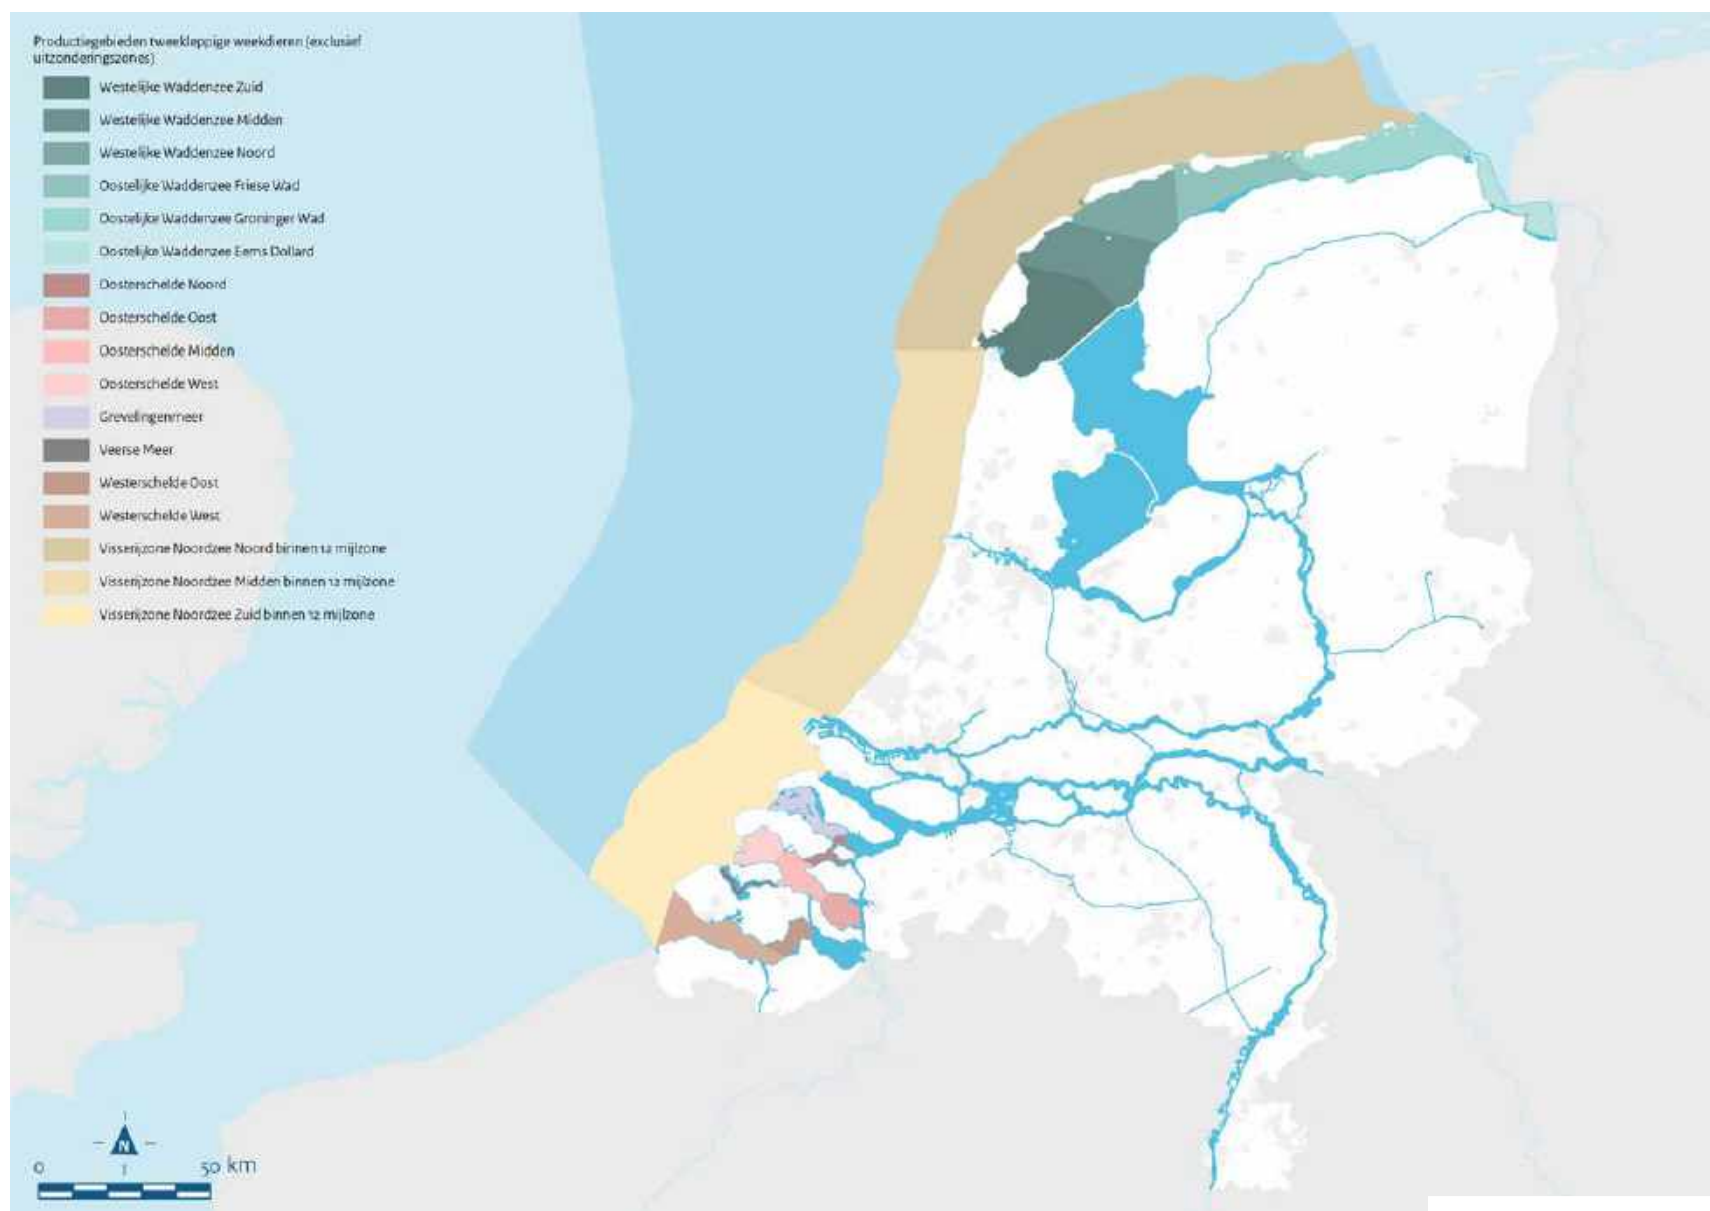 Productiegebieden tweekleppige weekdieren (exclusief
uitzonderingszones)
Westelijke Waddenzee Zuid
Westelijke Waddenzee Midden
Westelijke Waddenzee Noord
Oostelijke Waddenzee Friese Wad
Oostelijke Waddenzee Groninger Wad
Oostelijke Waddenzee Eems Dollard
Oosterschelde Noord
Oosterschelde Oost
Oosterschelde Midden
Oosterschelde West
Grevelingenmeer
Veerse Meer
Westerschelde Oost
Westerschelde West
Visserijzone Noordzee Noord binnen 12 mijlzone
Visserijzone Noordzee Midden binnen 12 mijlzone
Visserijzone Noordzee Zuid binnen 12 mijlzone
N
0 50 km